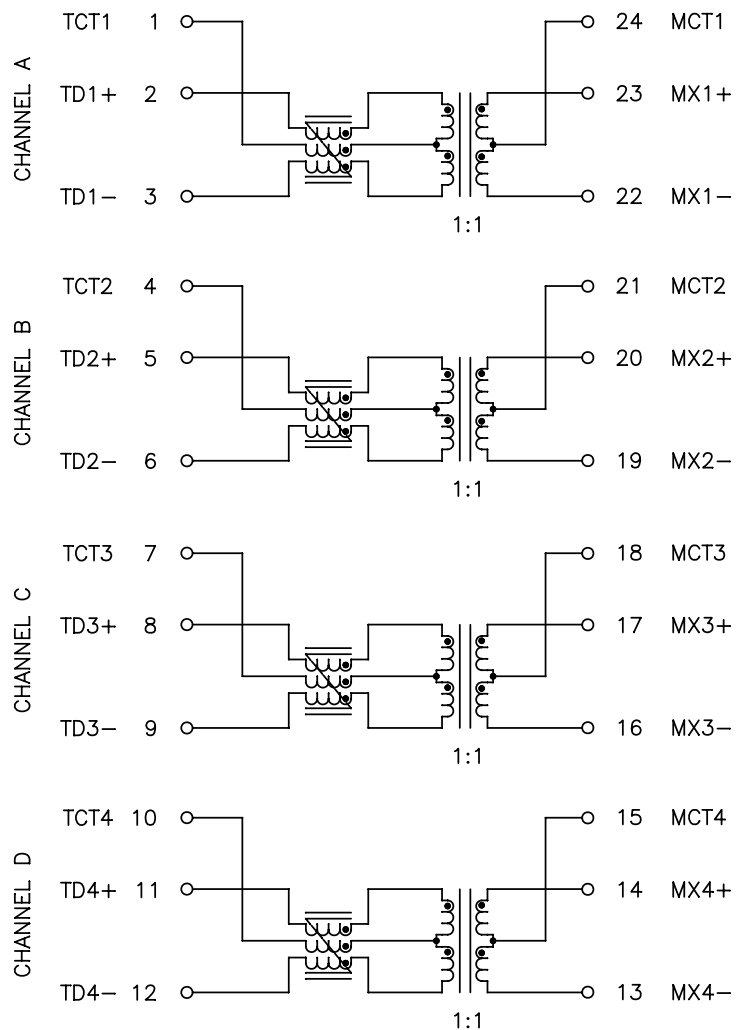 CHANNEL A
TCT1 1 24 MCT1
TD1+ 2 23 MX1+
TD1− 3 22 MX1−
1:1
CHANNEL B
TCT2 4 21 MCT2
TD2+ 5 20 MX2+
TD2− 6 19 MX2−
1:1
CHANNEL C
TCT3 7 18 MCT3
TD3+ 8 17 MX3+
TD3− 9 16 MX3−
1:1
CHANNEL D
TCT4 10 15 MCT4
TD4+ 11 14 MX4+
TD4− 12 13 MX4−
1:1